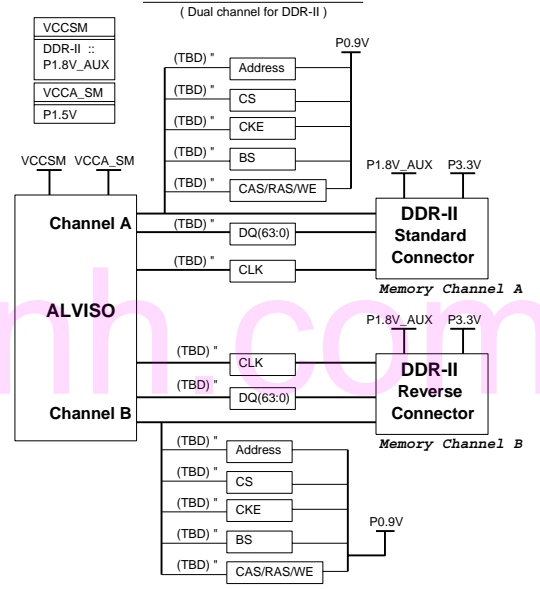 ( Dual channel for DDR-II )
VCCSM
DDR-II ::
P1.8V_AUX
VCCA_SM
P1.5V
P0.9V
(TBD) " Address
(TBD) " CS
(TBD) " CKE
(TBD) " BS
(TBD) " CAS/RAS/WE
VCCSM VCCA_SM
P1.8V_AUX P3.3V
Channel A
(TBD) " DQ(63:0)
(TBD) " CLK
DDR-II
Standard
Connector
Memory Channel A
ALVISO
P1.8V_AUX P3.3V
(TBD) " CLK
(TBD) " DQ(63:0)
Channel B
DDR-II
Reverse
Connector
Memory Channel B
(TBD) " Address
(TBD) " CS
(TBD) " CKE
(TBD) " BS
(TBD) " CAS/RAS/WE
P0.9V
nh.com